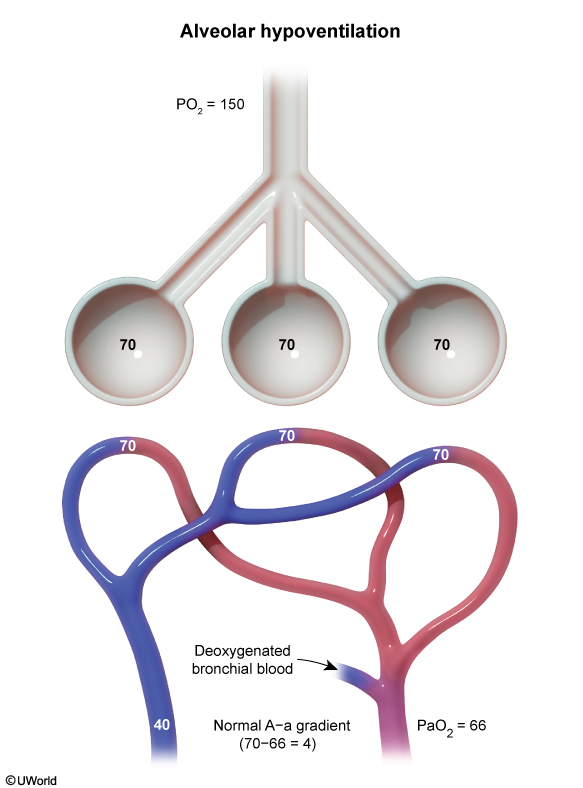 Alveolar hypoventilation
PO₂ = 150
70
70
70
70
70
70
Deoxygenated
bronchial blood
40
Normal A−a gradient
(70−66 = 4)
PaO₂ = 66
©UWorld